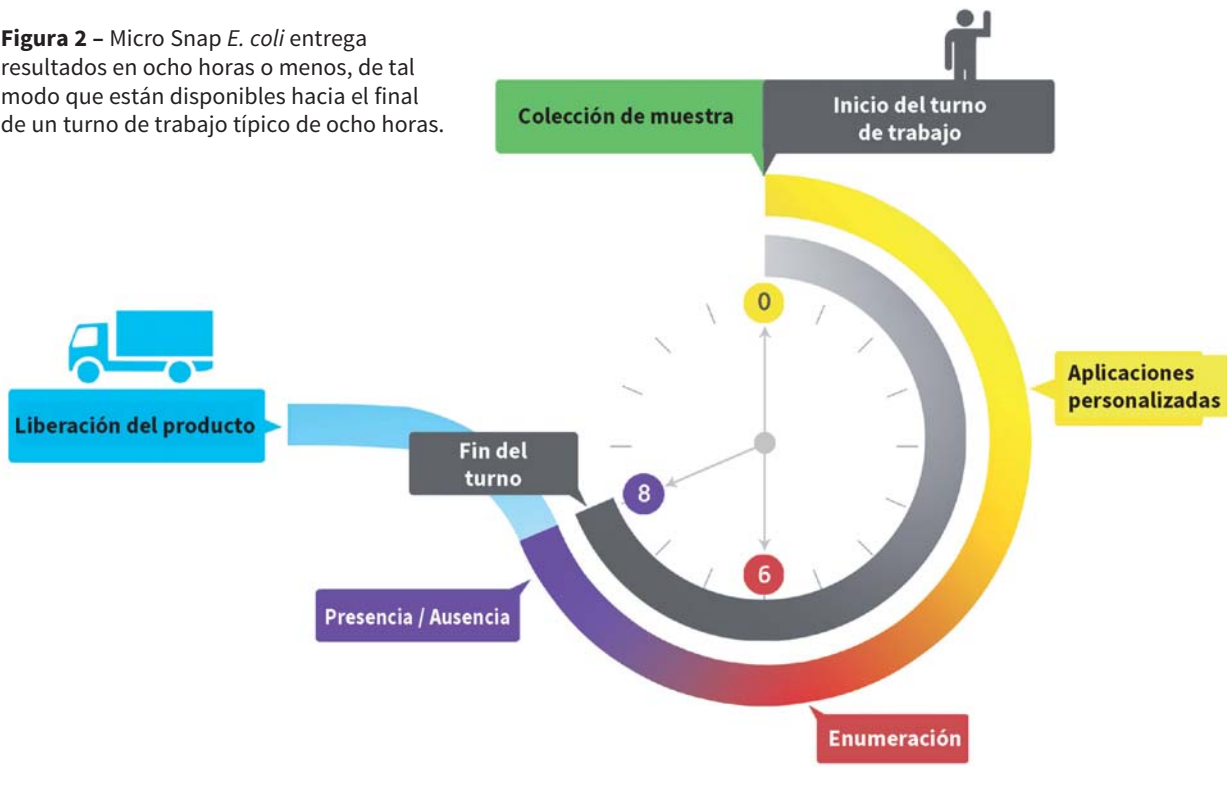 Figura 2 – Micro Snap E. coli entrega
resultados en ocho horas o menos, de tal
modo que están disponibles hacia el final
de un turno de trabajo típico de ocho horas.
Colección de muestra
Inicio del turno
de trabajo
0
Aplicaciones
personalizadas
Liberación del producto
Fin del
turno
8
6
Presencia / Ausencia
Enumeración